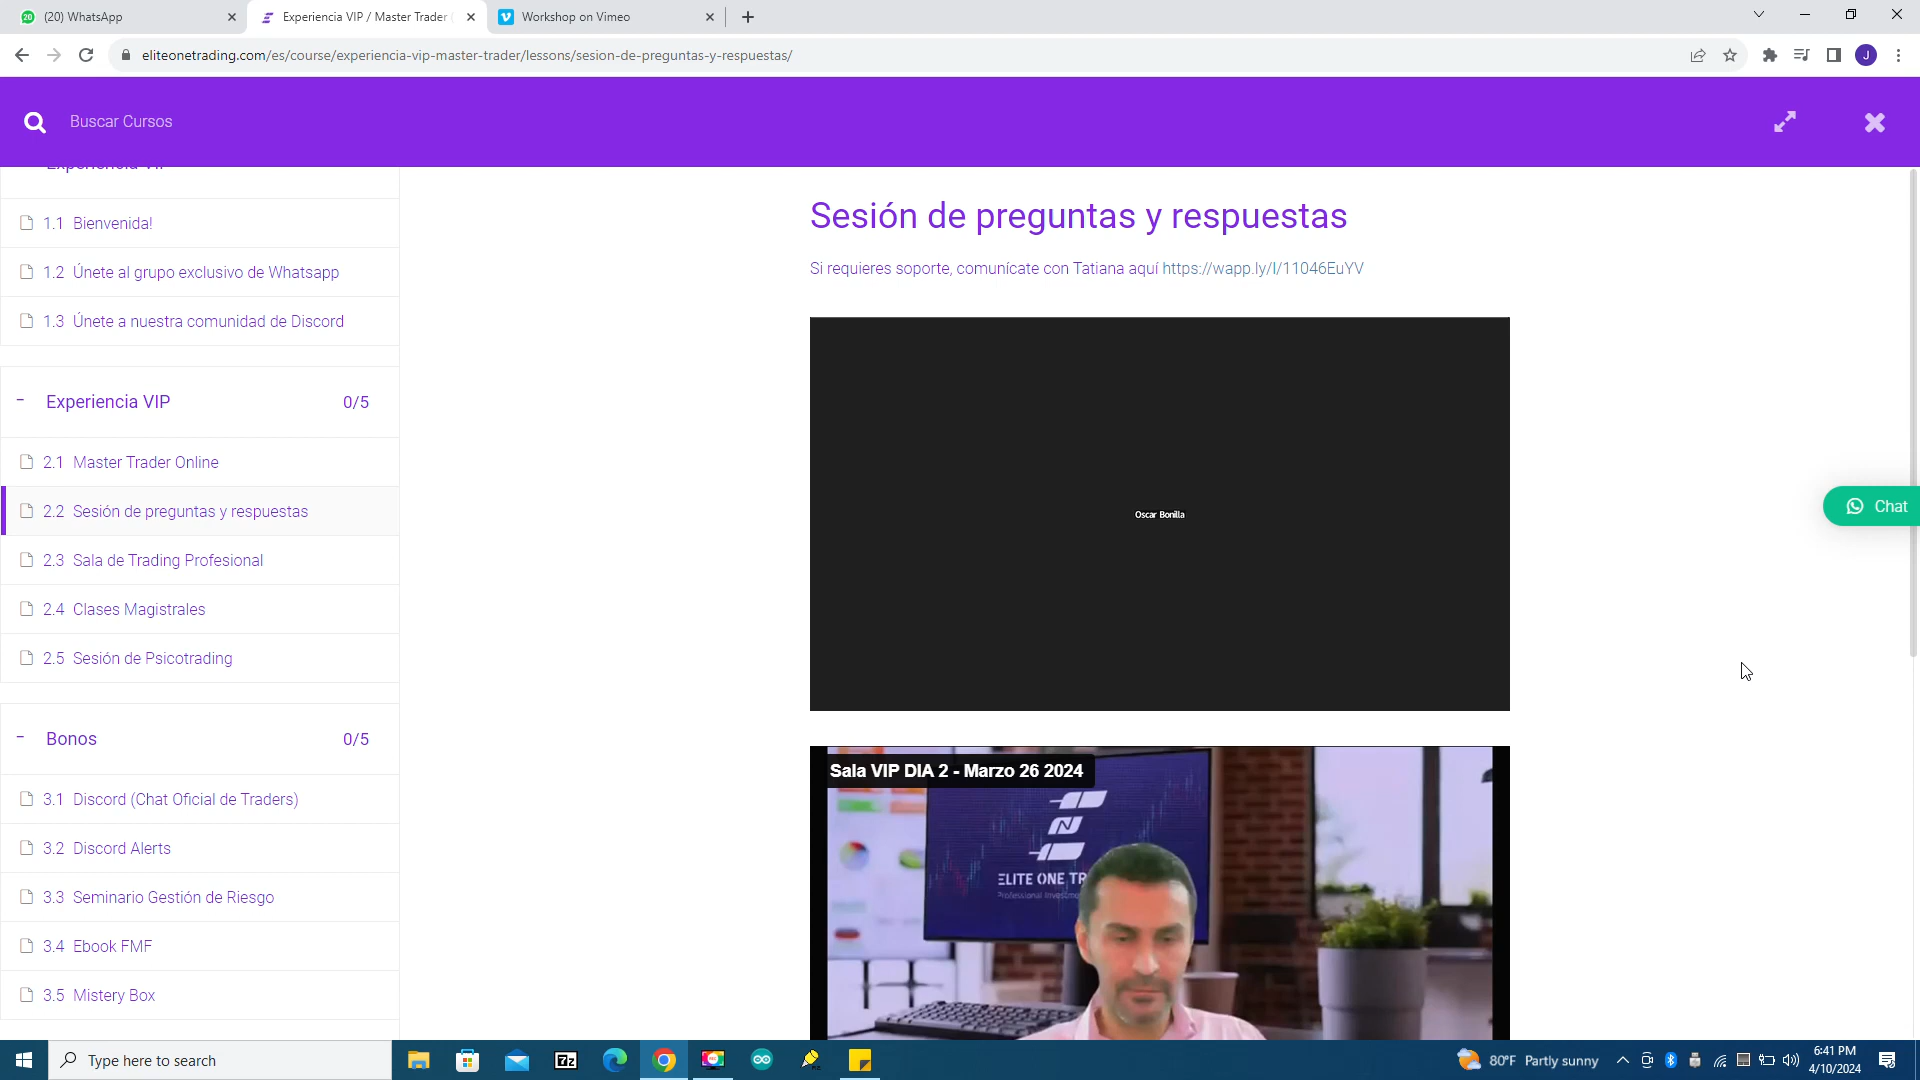 (20) WhatsApp
Experiencia VIP / Master Trader
Workshop on Vimeo
eliteonetrading.com/es/course/experiencia-vip-master-trader/lessons/sesion-de-preguntas-y-respuestas/
J
Buscar Cursos
Experiencia VIP
1.1 Bienvenida!
1.2 Únete al grupo exclusivo de Whatsapp
1.3 Únete a nuestra comunidad de Discord
- Experiencia VIP 0/5
2.1 Master Trader Online
2.2 Sesión de preguntas y respuestas
2.3 Sala de Trading Profesional
2.4 Clases Magistrales
2.5 Sesión de Psicotrading
- Bonos 0/5
3.1 Discord (Chat Oficial de Traders)
3.2 Discord Alerts
3.3 Seminario Gestión de Riesgo
3.4 Ebook FMF
3.5 Mistery Box
Sesión de preguntas y respuestas
Si requieres soporte, comunícate con Tatiana aquí https://wapp.ly/l/11046EuYV
Oscar Bonilla
Sala VIP DIA 2 - Marzo 26 2024
ELITE ONE TR
Professional
Chat
Type here to search
7z
80°F Partly sunny
6:41 PM
4/10/2024